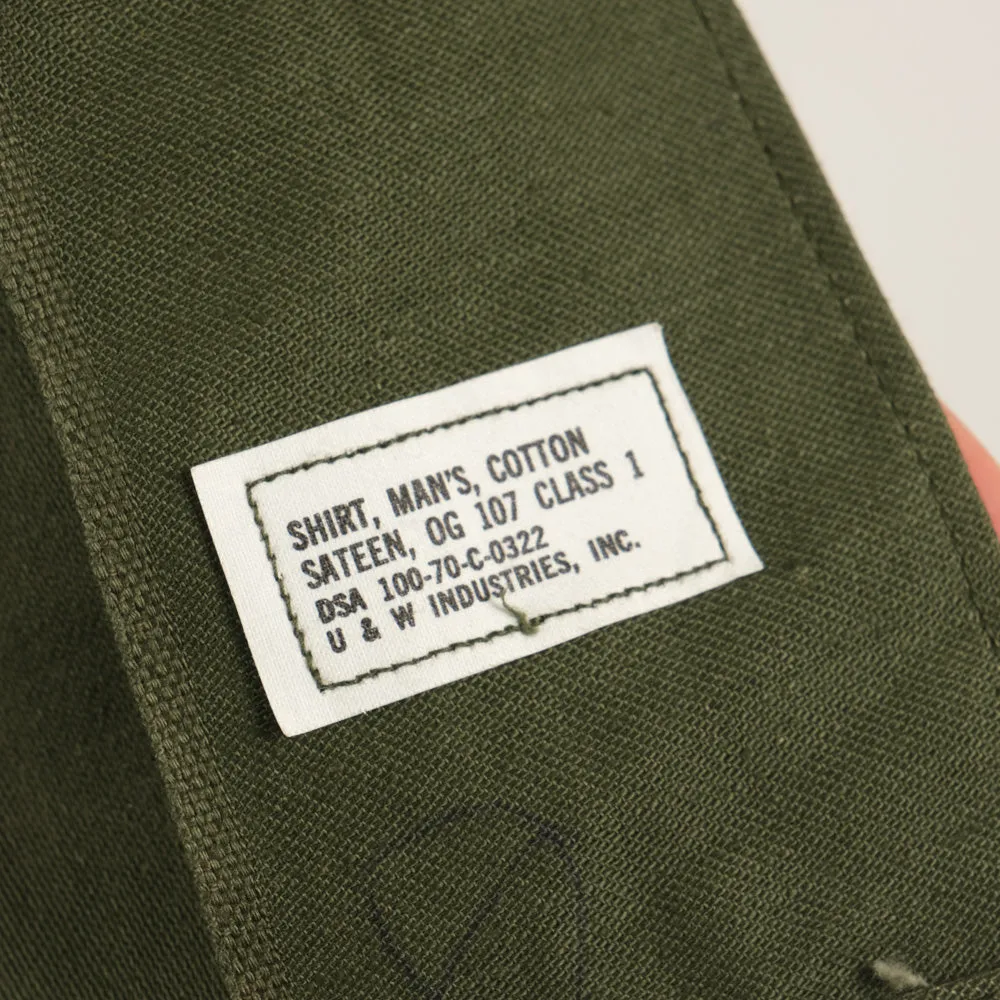 SHIRT, MAN'S, COTTON
SATEEN, OG 107 CLASS 1
DSA 100-70-C-0322
U & W INDUSTRIES, INC.